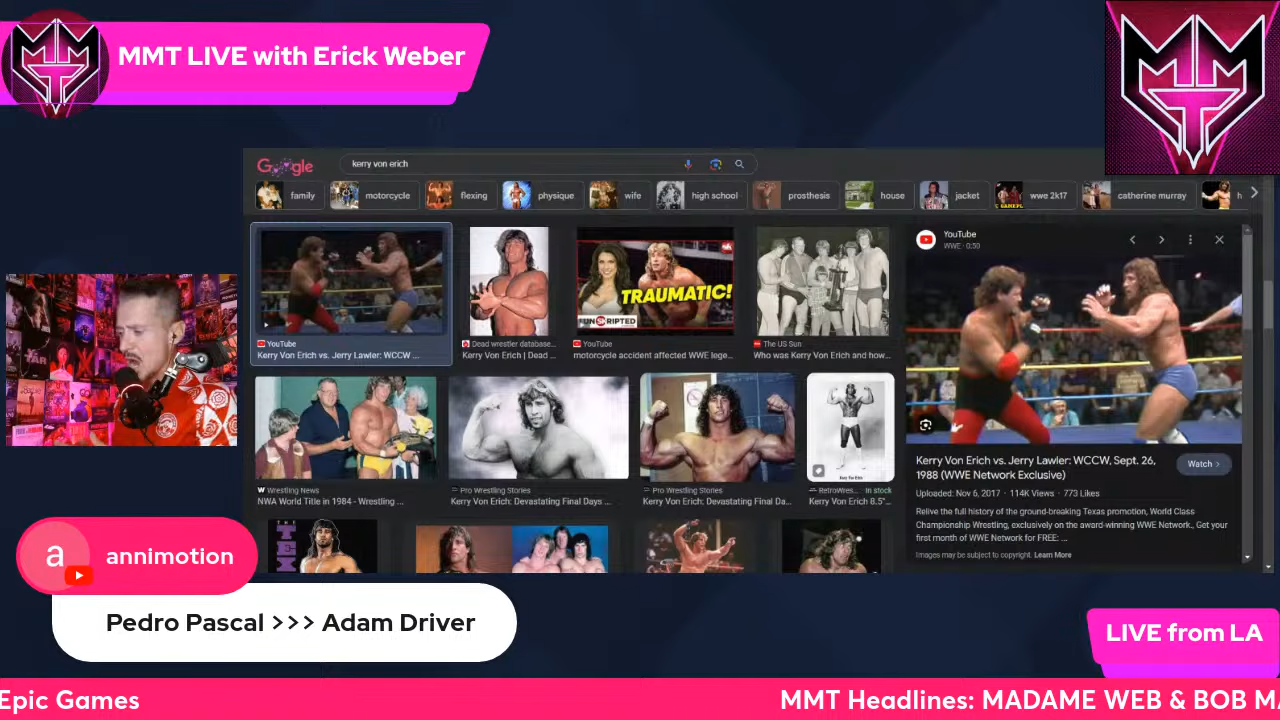 MMT LIVE with Erick Weber
Google
kerry von erich
family
motorcycle
flexing
physique
wife
high school
prosthesis
house
jacket
wwe 2k17
catherine murray
h
YouTube
Kerry Von Erich vs. Jerry Lawler: WCCW ...
Dead wrestler database...
Kerry Von Erich | Dead ...
TRAUMATIC!
UNSKRIPTED
YouTube
motorcycle accident affected WWE lege...
The US Sun
Who was Kerry Von Erich and how...
YouTube
WWE · 0:50
Wrestling News
NWA World Title in 1984 - Wrestling ...
Pro Wrestling Stories
Kerry Von Erich: Devastating Final Days ...
Pro Wrestling Stories
Kerry Von Erich: Devastating Final Da...
RetroWres... In stock
Kerry Von Erich 8.5"...
Kerry Von Erich vs. Jerry Lawler: WCCW, Sept. 26,
1988 (WWE Network Exclusive)
Watch
Uploaded: Nov 6, 2017 · 114K Views · 773 Likes
Relive the full history of the ground-breaking Texas promotion, World Class
Championship Wrestling, exclusively on the award-winning WWE Network., Get your
first month of WWE Network for FREE: ...
Images may be subject to copyright. Learn More
a
annimotion
Pedro Pascal >>> Adam Driver
LIVE from LA
Epic Games
MMT Headlines: MADAME WEB & BOB MA